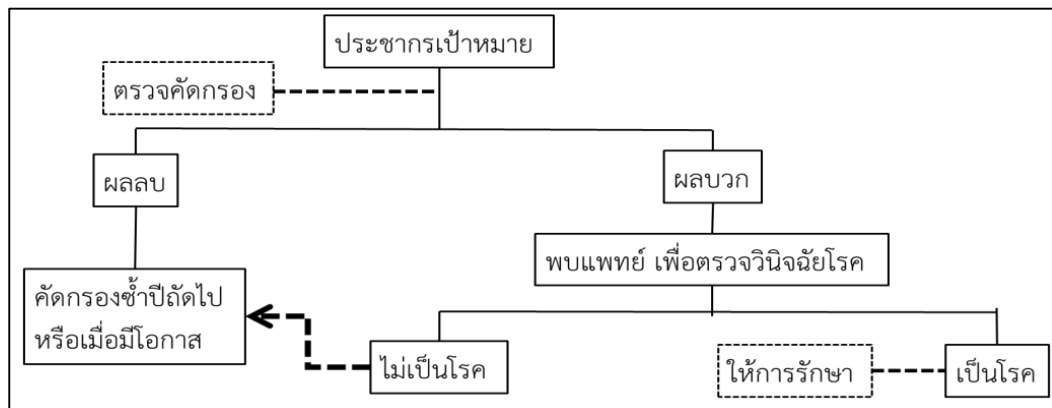 ประชากรเป้าหมาย
ตรวจคัดกรอง
ผลลบ
ผลบวก
พบแพทย์ เพื่อตรวจวินิจฉัยโรค
คัดกรองซ้ำปีถัดไป
หรือเมื่อมีโอกาส
ไม่เป็นโรค
ให้การรักษา
เป็นโรค